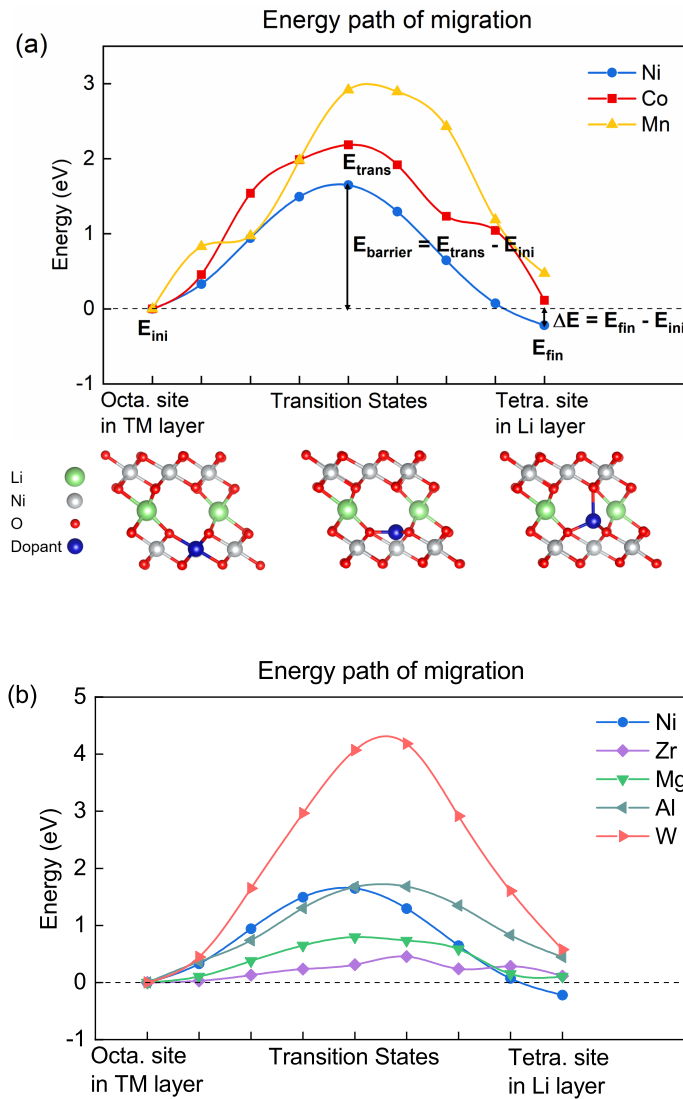 Energy path of migration
(a)
Ni
Co
Mn
3
2
1
0
-1
Energy (eV)
E_trans
E_barrier = E_trans - E_ini
E_ini
ΔE = E_fin - E_ini
E_fin
Octa. site
in TM layer
Transition States
Tetra. site
in Li layer
Li
Ni
O
Dopant
Energy path of migration
(b)
Ni
Zr
Mg
Al
W
5
4
3
2
1
0
-1
Energy (eV)
Octa. site
in TM layer
Transition States
Tetra. site
in Li layer